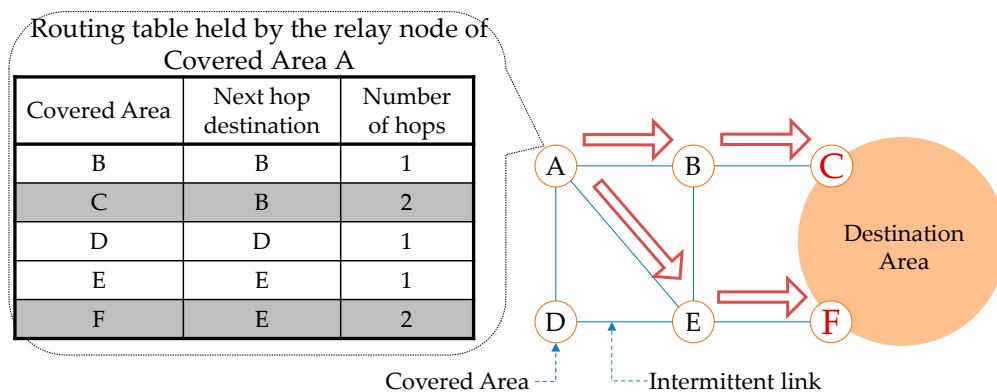 Routing table held by the relay node of
Covered Area A
Covered Area
Next hop
destination
Number
of hops
B B 1
C B 2
D D 1
E E 1
F E 2
A
B
C
Destination
Area
D
E
F
Covered Area
Intermittent link